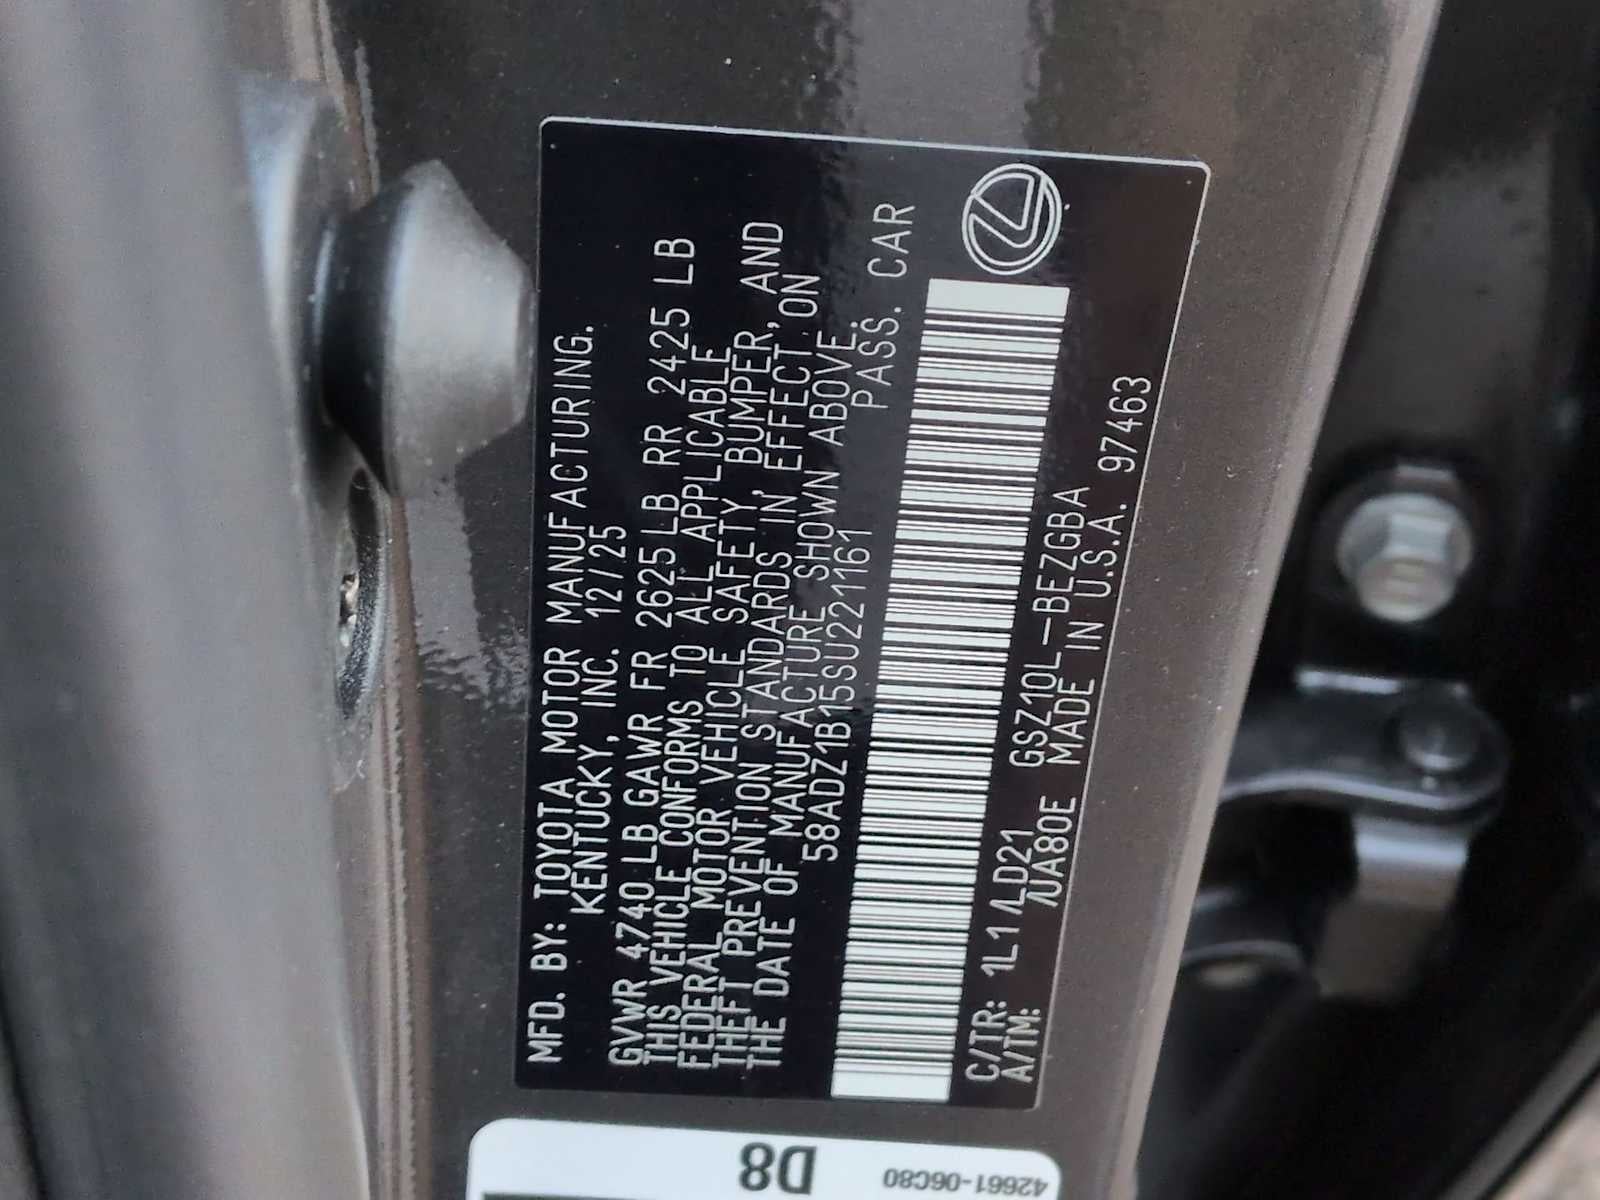 MFD. BY: TOYOTA MOTOR MANUFACTURING.
KENTUCKY, INC. 12/25
GVWR 4740 LB GAWR FR 2625 LB RR 2425 LB
THIS VEHICLE CONFORMS TO ALL APPLICABLE
FEDERAL MOTOR VEHICLE SAFETY, BUMPER, AND
THEFT PREVENTION STANDARDS IN EFFECT ON
THE DATE OF MANUFACTURE SHOWN ABOVE.
58ADZ1B15SU221161 PASS. CAR
C/TR: 1L1/LD21 GSZ10L-BEZGBA
A/TM: /UA80E MADE IN U.S.A. 97463
D8
42661-06C80